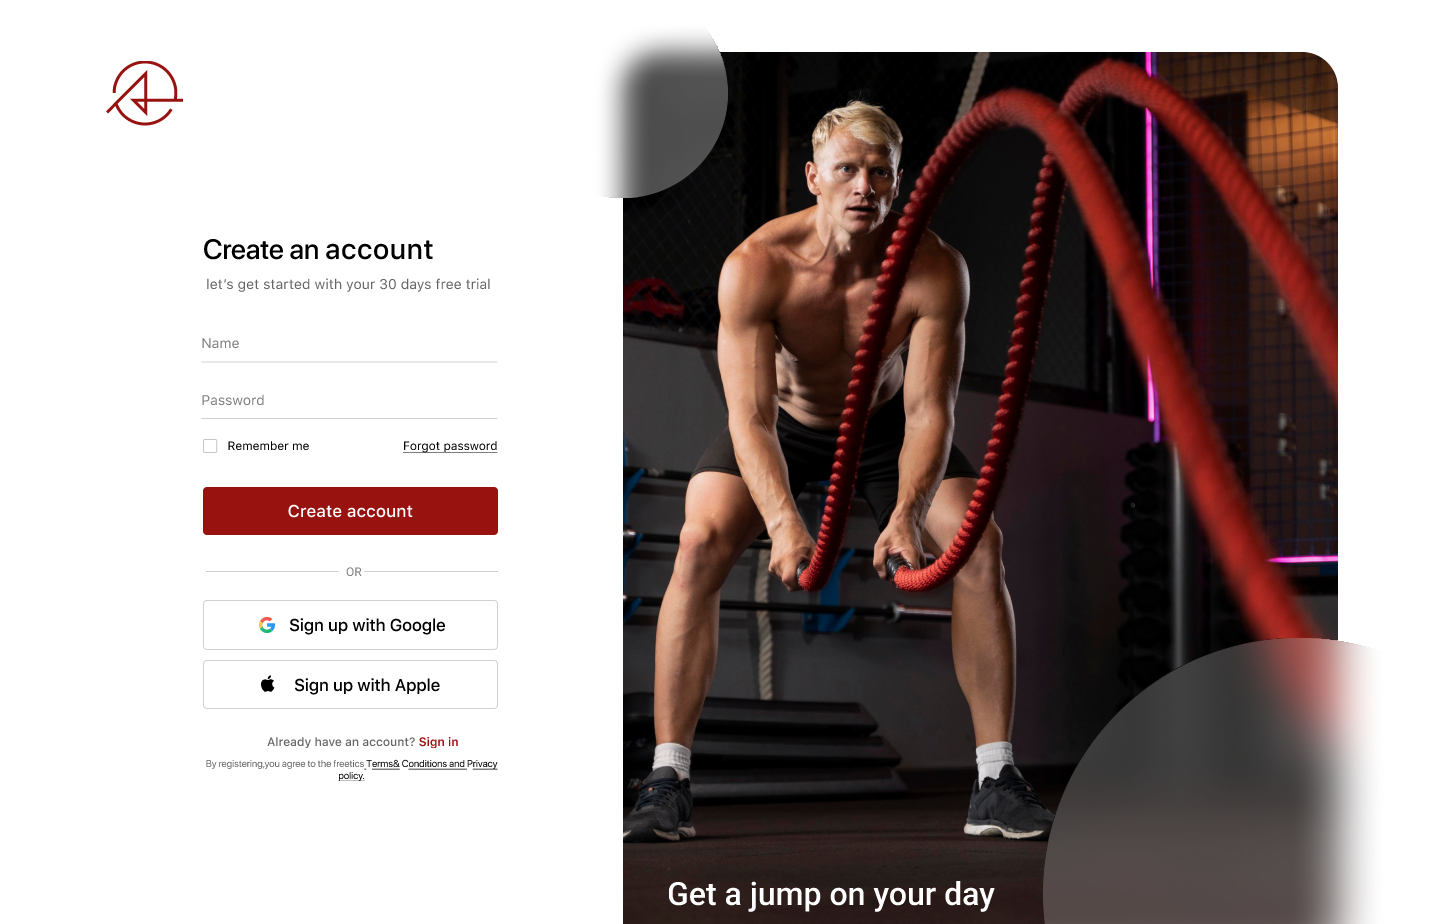 Create an account
let's get started with your 30 days free trial
Name
Password
Remember me
Forgot password
Create account
OR
Sign up with Google
Sign up with Apple
Already have an account? Sign in
By registering,you agree to the freetics Terms& Conditions and Privacy
policy.
Get a jump on your day